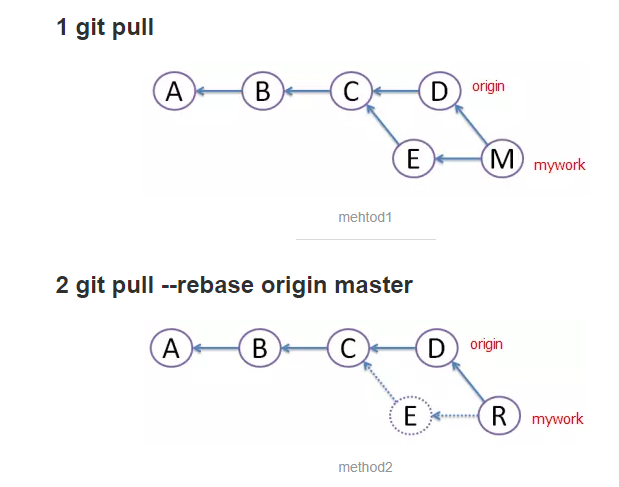 1 git pull
A B C D origin
E M mywork
mehtod1
2 git pull --rebase origin master
A B C D origin
E R mywork
method2